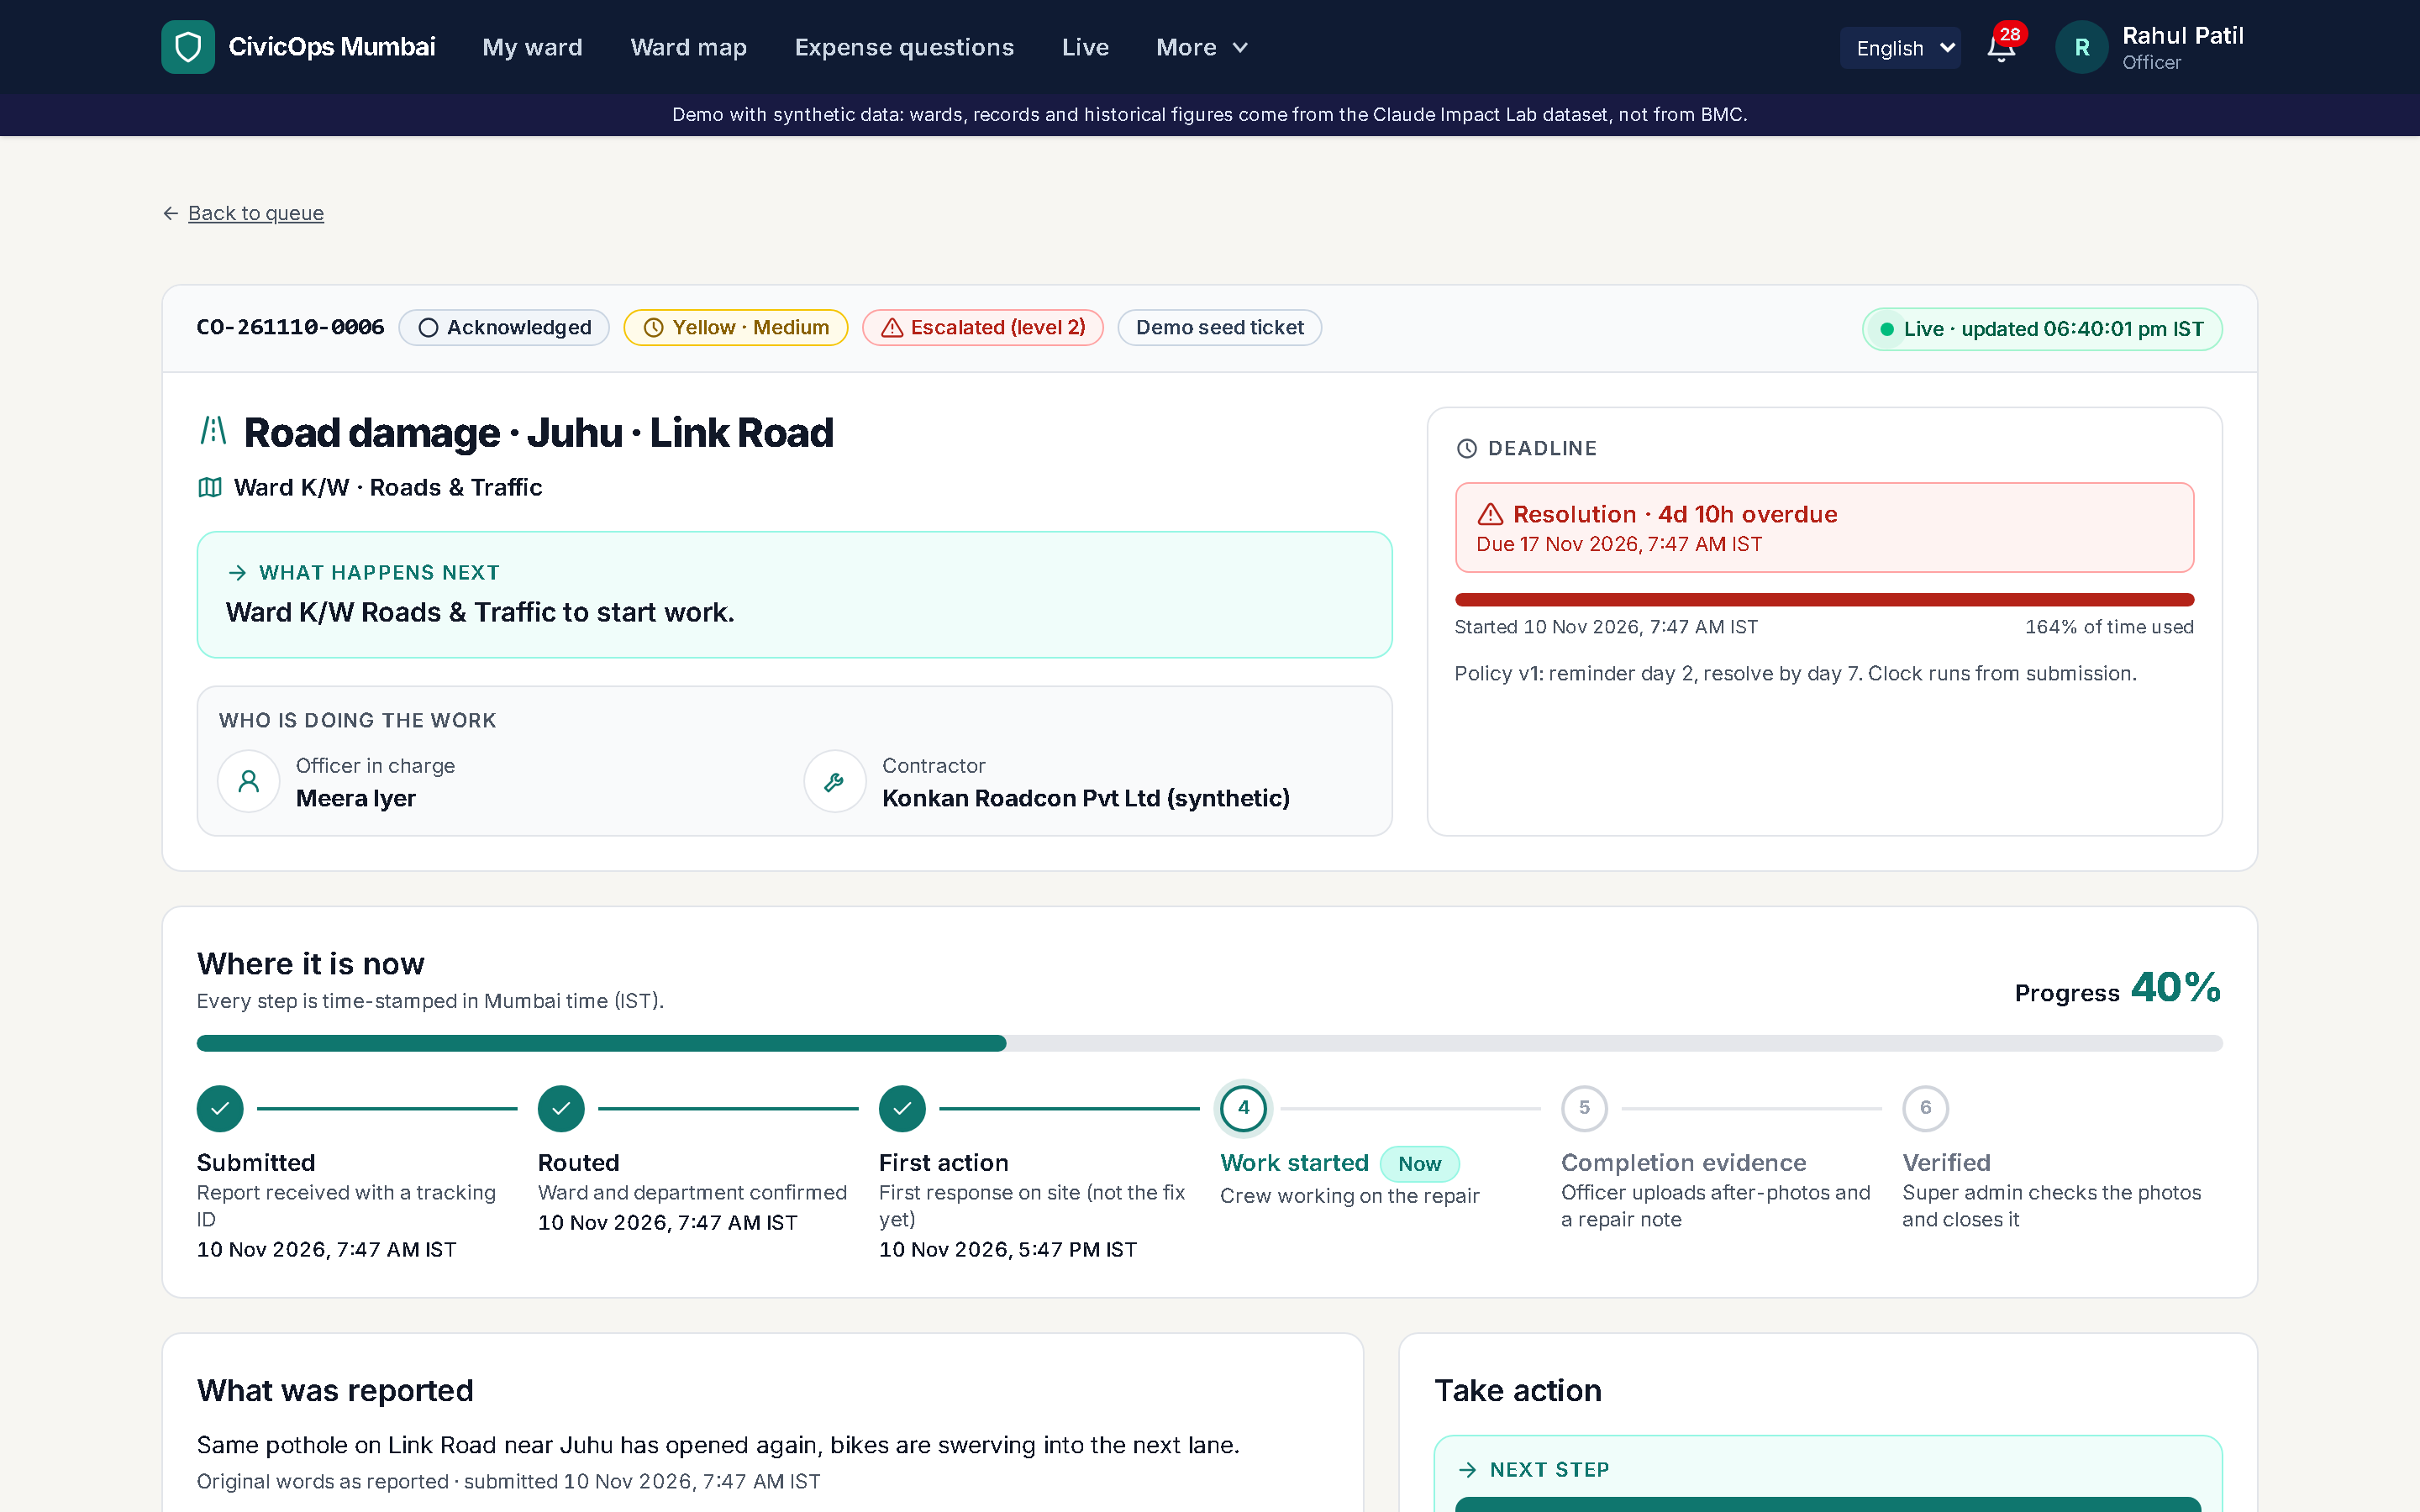 CivicOps Mumbai
My ward
Ward map
Expense questions
Live
More
English
28
R
Rahul Patil
Officer
Demo with synthetic data: wards, records and historical figures come from the Claude Impact Lab dataset, not from BMC.
← Back to queue
CO-261110-0006
Acknowledged
Yellow · Medium
Escalated (level 2)
Demo seed ticket
Live · updated 06:40:01 pm IST
Road damage · Juhu · Link Road
Ward K/W · Roads & Traffic
→ WHAT HAPPENS NEXT
Ward K/W Roads & Traffic to start work.
WHO IS DOING THE WORK
Officer in charge
Meera Iyer
Contractor
Konkan Roadcon Pvt Ltd (synthetic)
DEADLINE
Resolution · 4d 10h overdue
Due 17 Nov 2026, 7:47 AM IST
Started 10 Nov 2026, 7:47 AM IST
164% of time used
Policy v1: reminder day 2, resolve by day 7. Clock runs from submission.
Where it is now
Every step is time-stamped in Mumbai time (IST).
Progress 40%
Submitted
Report received with a tracking
ID
10 Nov 2026, 7:47 AM IST
Routed
Ward and department confirmed
10 Nov 2026, 7:47 AM IST
First action
First response on site (not the fix
yet)
10 Nov 2026, 5:47 PM IST
4
Work started Now
Crew working on the repair
5
Completion evidence
Officer uploads after-photos and
a repair note
6
Verified
Super admin checks the photos
and closes it
What was reported
Same pothole on Link Road near Juhu has opened again, bikes are swerving into the next lane.
Original words as reported · submitted 10 Nov 2026, 7:47 AM IST
Take action
→ NEXT STEP